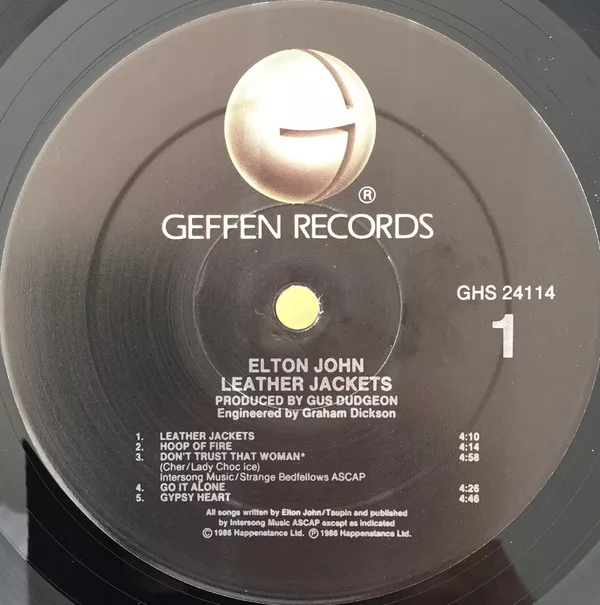 ®
GEFFEN RECORDS
GHS 24114
1
ELTON JOHN
LEATHER JACKETS
PRODUCED BY GUS DUDGEON
Engineered by Graham Dickson
1. LEATHER JACKETS 4:10
2. HOOP OF FIRE 4:14
3. DON'T TRUST THAT WOMAN* 4:58
(Cher/Lady Choc ice)
Intersong Music/Strange Bedfellows ASCAP
4. GO IT ALONE 4:26
5. GYPSY HEART 4:46
All songs written by Elton John/Taupin and published
by Intersong Music ASCAP except as indicated
© 1986 Happenstance Ltd. ℗ 1986 Happenstance Ltd.